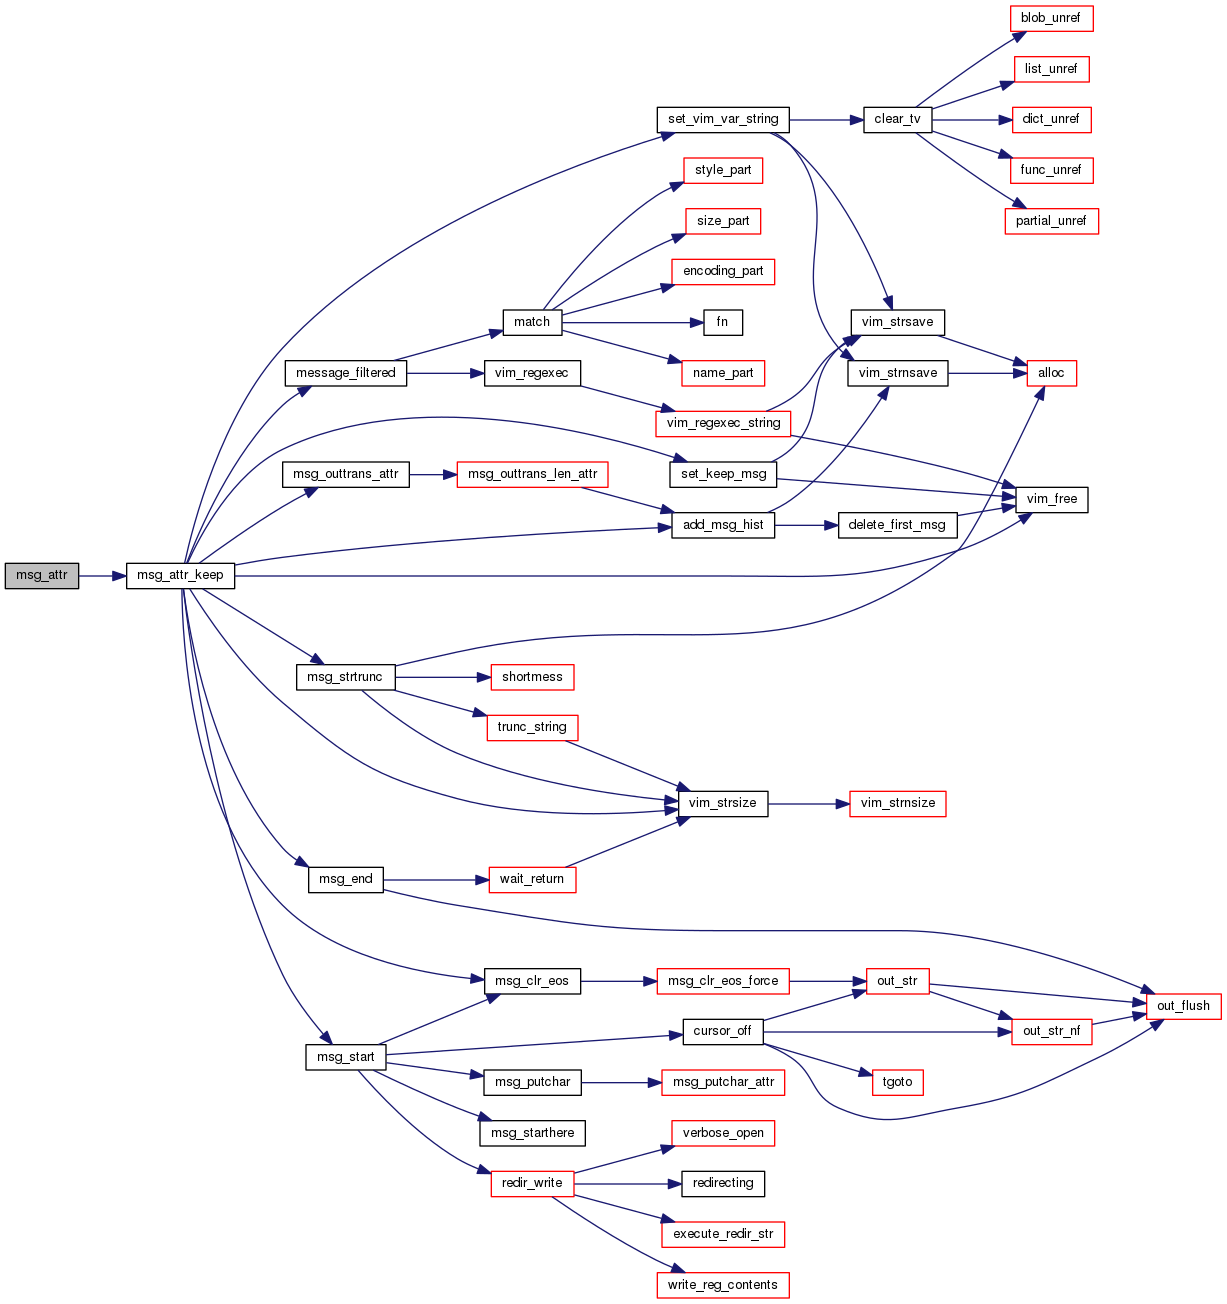 blob_unref
list_unref
set_vim_var_string
clear_tv
dict_unref
style_part
func_unref
size_part
partial_unref
encoding_part
match
fn
vim_strsave
message_filtered
vim_regexec
name_part
vim_strnsave
alloc
vim_regexec_string
msg_outtrans_attr
msg_outtrans_len_attr
set_keep_msg
vim_free
add_msg_hist
delete_first_msg
msg_attr
msg_attr_keep
msg_strtrunc
shortmess
trunc_string
vim_strsize
vim_strnsize
msg_end
wait_return
msg_clr_eos
msg_clr_eos_force
out_str
out_flush
cursor_off
out_str_nf
msg_start
msg_putchar
msg_putchar_attr
tgoto
msg_starthere
verbose_open
redir_write
redirecting
execute_redir_str
write_reg_contents